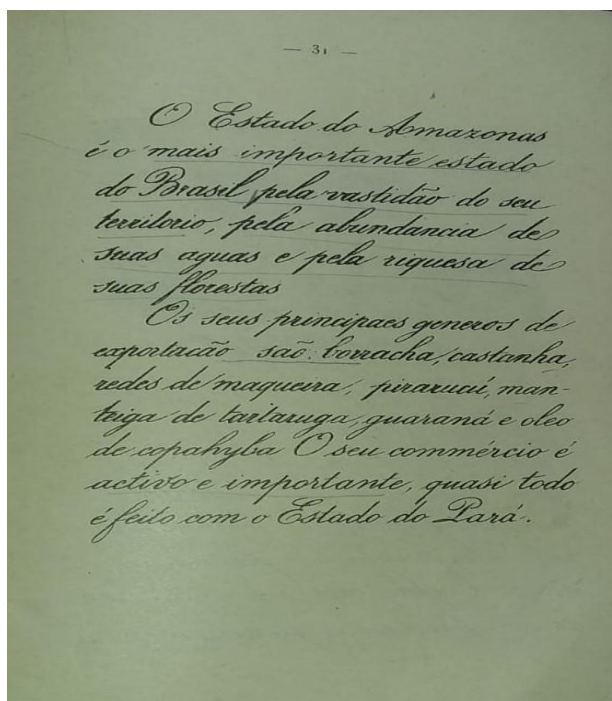 — 31 —
O Estado do Amazonas
é o mais importante estado
do Brasil pela vastidão do seu
territorio, pela abundancia de
suas aguas e pela riquesa de
suas florestas
Os seus principaes generos de
exportacão são: borracha, castanha,
redes de maqueira, pirarucú, man-
teiga de tartaruga, guaraná e oleo
de copahyba O seu commércio é
activo e importante, quasi todo
é feito com o Estado do Pará.